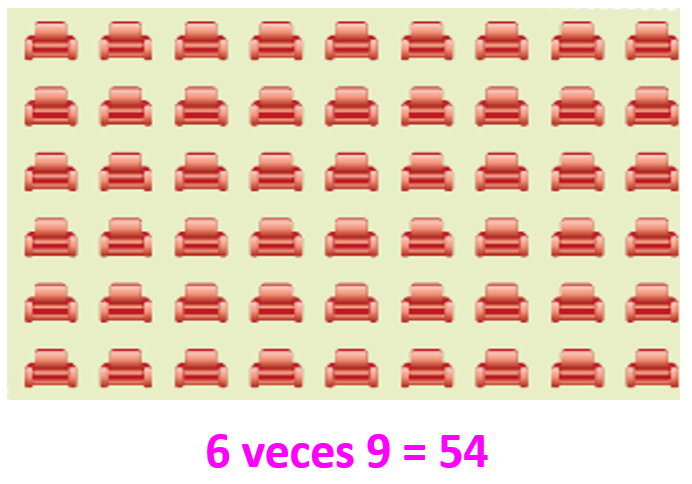 6 veces 9 = 54